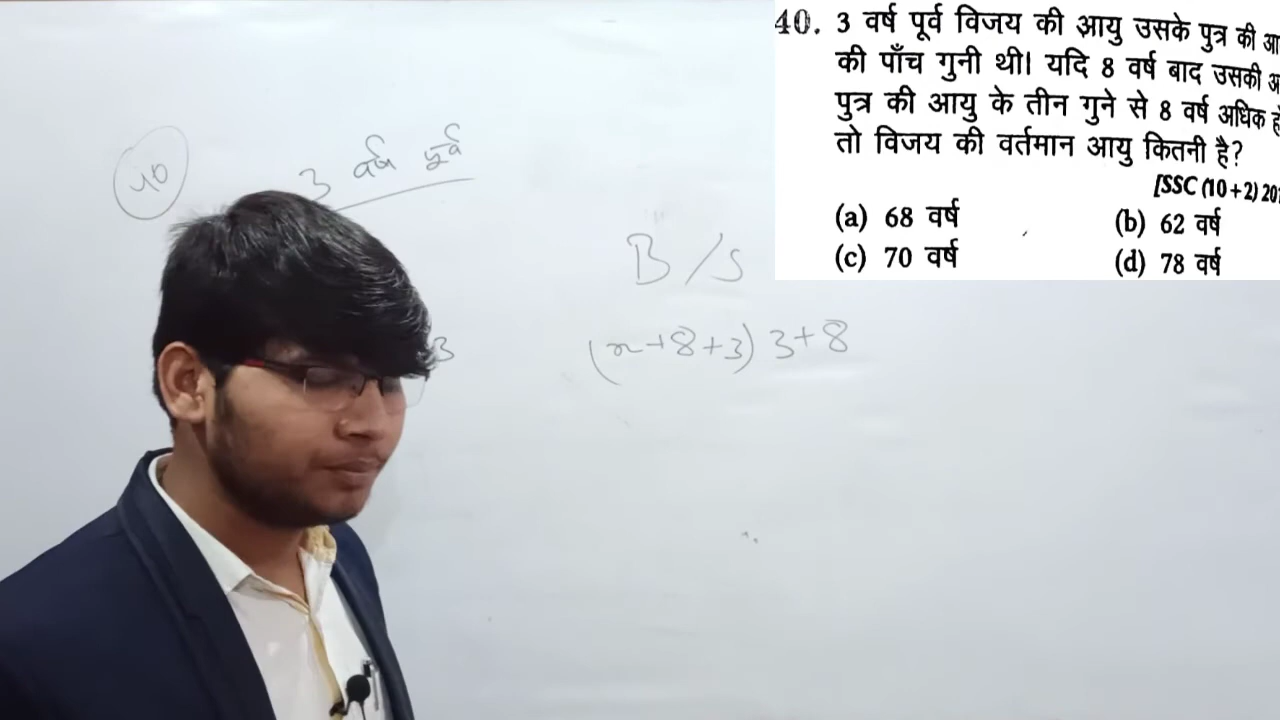 40. 3 वर्ष पूर्व विजय की आयु उसके पुत्र की
की पाँच गुनी थी। यदि 8 वर्ष बाद उसकी
पुत्र की आयु के तीन गुने से 8 वर्ष अधिक
तो विजय की वर्तमान आयु कितनी है?
[SSC (10+2) 20
(a) 68 वर्ष (b) 62 वर्ष
(c) 70 वर्ष (d) 78 वर्ष
40
3 वर्ष पूर्व
B/S
3
(x+8+3) 3+8